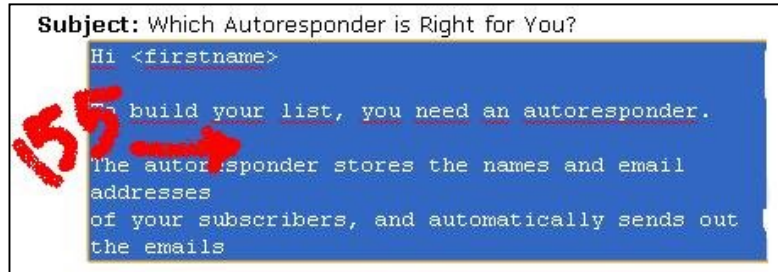 Subject: Which Autoresponder is Right for You?
Hi <firstname>
To build your list, you need an autoresponder.
155
The autoresponder stores the names and email
addresses
of your subscribers, and automatically sends out
the emails